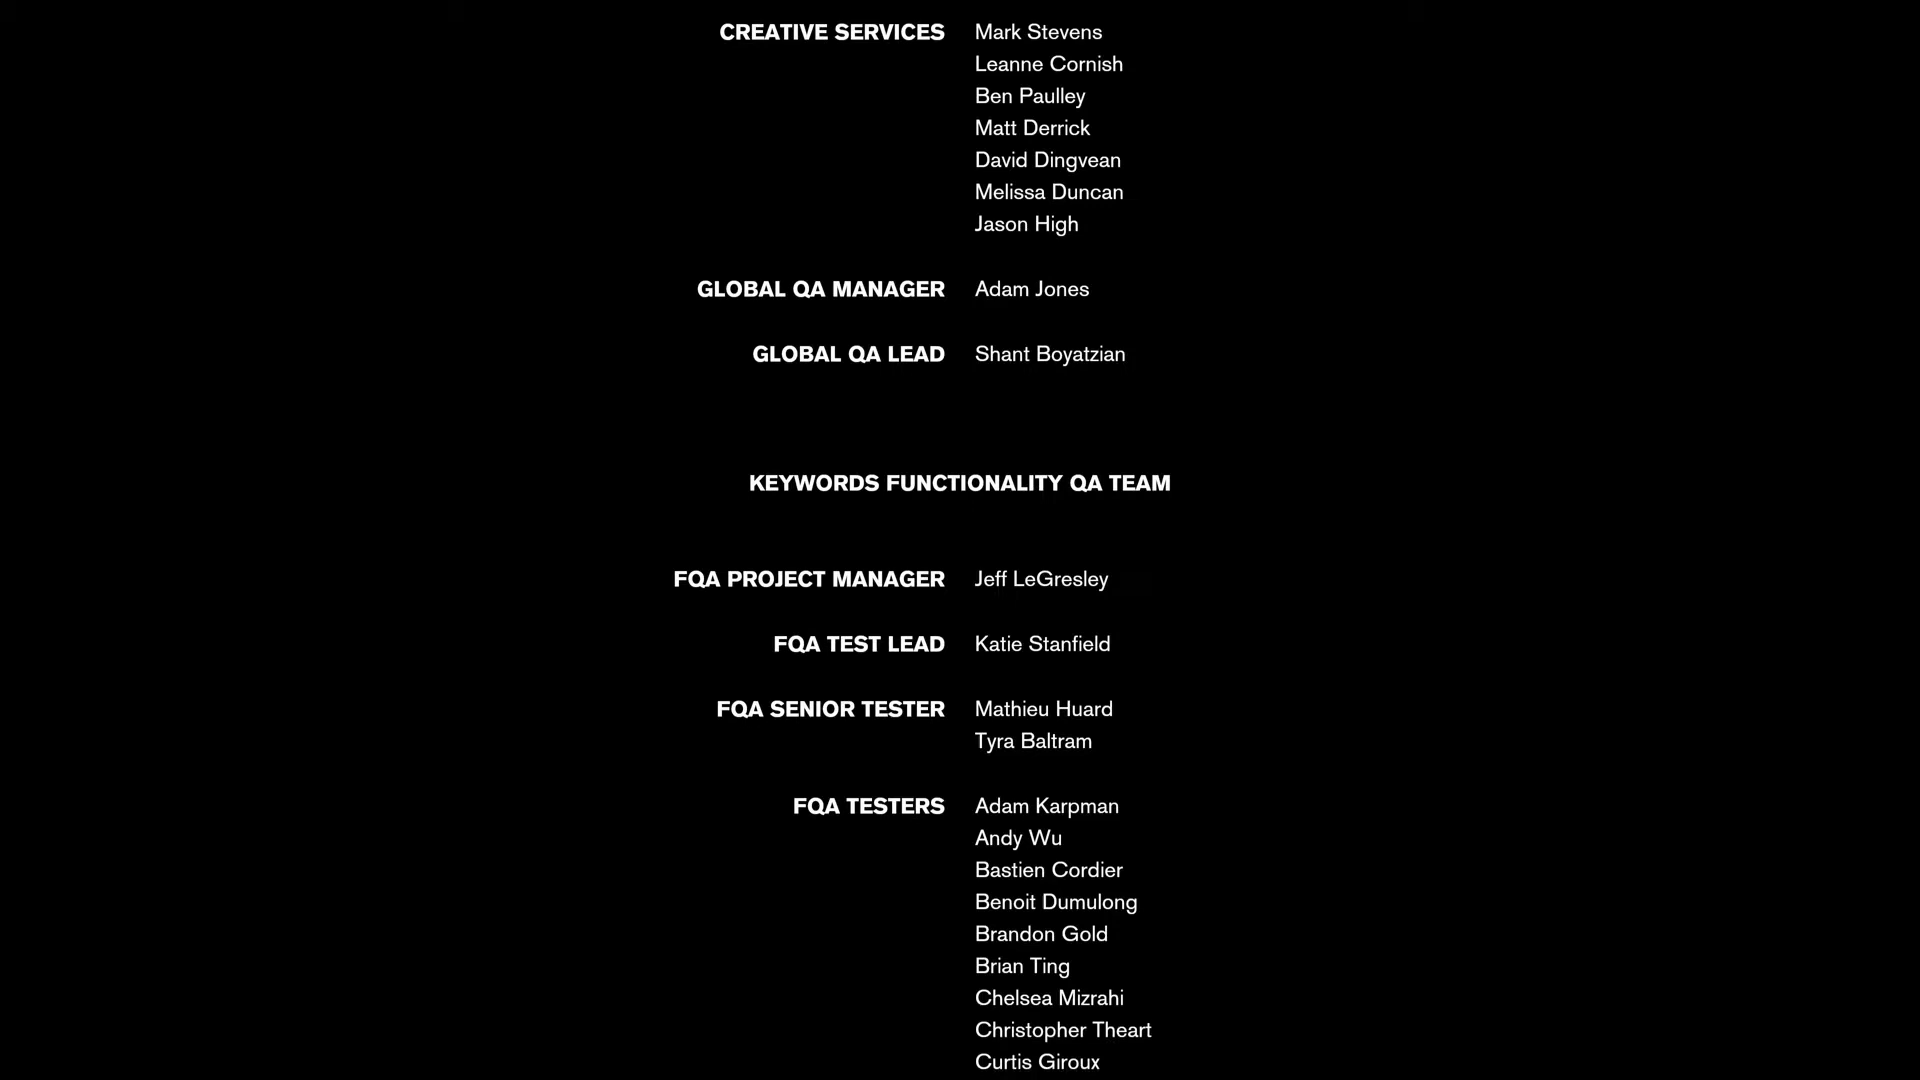 CREATIVE SERVICES Mark Stevens
Leanne Cornish
Ben Paulley
Matt Derrick
David Dingvean
Melissa Duncan
Jason High
GLOBAL QA MANAGER Adam Jones
GLOBAL QA LEAD Shant Boyatzian
KEYWORDS FUNCTIONALITY QA TEAM
FQA PROJECT MANAGER Jeff LeGresley
FQA TEST LEAD Katie Stanfield
FQA SENIOR TESTER Mathieu Huard
Tyra Baltram
FQA TESTERS Adam Karpman
Andy Wu
Bastien Cordier
Benoit Dumulong
Brandon Gold
Brian Ting
Chelsea Mizrahi
Christopher Theart
Curtis Giroux